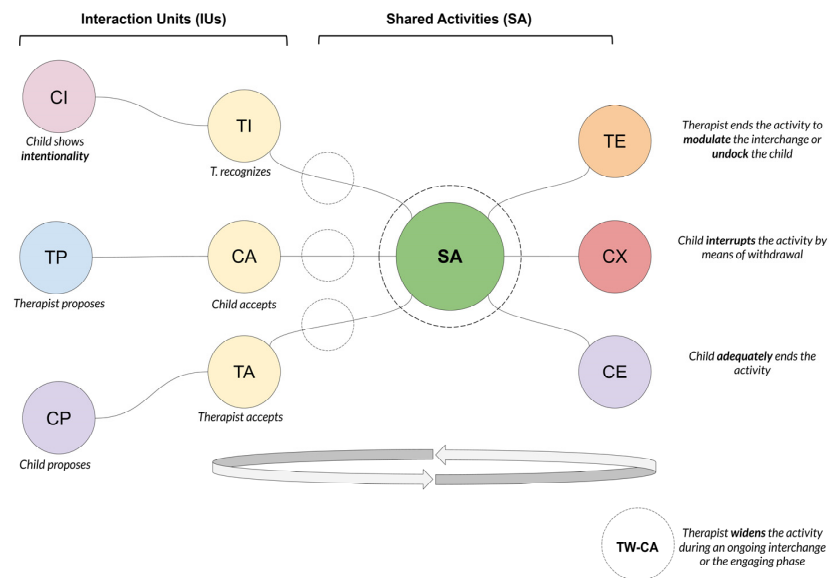 Interaction Units (IUs)
Shared Activities (SA)
CI
Child shows
intentionality
TI
T. recognizes
TP
Therapist proposes
CA
Child accepts
CP
Child proposes
TA
Therapist accepts
SA
TE
Therapist ends the activity to
modulate the interchange or
undock the child
CX
Child interrupts the activity by
means of withdrawal
CE
Child adequately ends the
activity
TW-CA
Therapist widens the activity
during an ongoing interchange
or the engaging phase